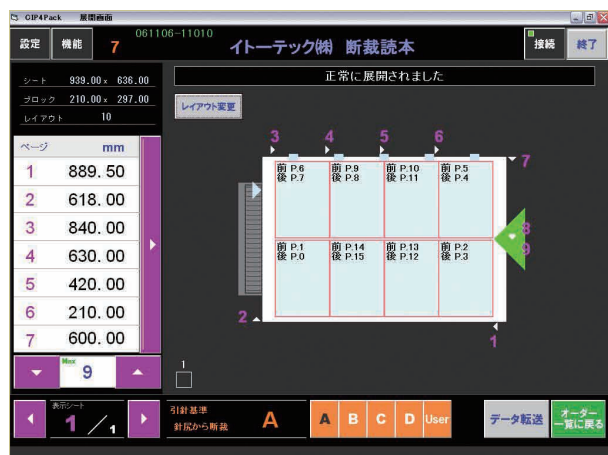 CIP4Pack 展開画面
設定
機能
7
061106-11010
イトーテック㈱ 断裁読本
接続
終了
シート 939.00 x 636.00
ブロック 210.00 x 297.00
レイアウト 10
正常に展開されました
レイアウト変更
ページ mm
1 889.50
2 618.00
3 840.00
4 630.00
5 420.00
6 210.00
7 600.00
Max 9
3 4 5 6
7
前 P.6
後 P.7
前 P.9
後 P.8
前 P.10
後 P.11
前 P.5
後 P.4
8
9
前 P.1
後 P.0
前 P.14
後 P.15
前 P.13
後 P.12
前 P.2
後 P.3
2
1
1
表示シート
1/1
引針基準
針尻から断裁
A
A B C D User
データ転送
オーダー
一覧に戻る